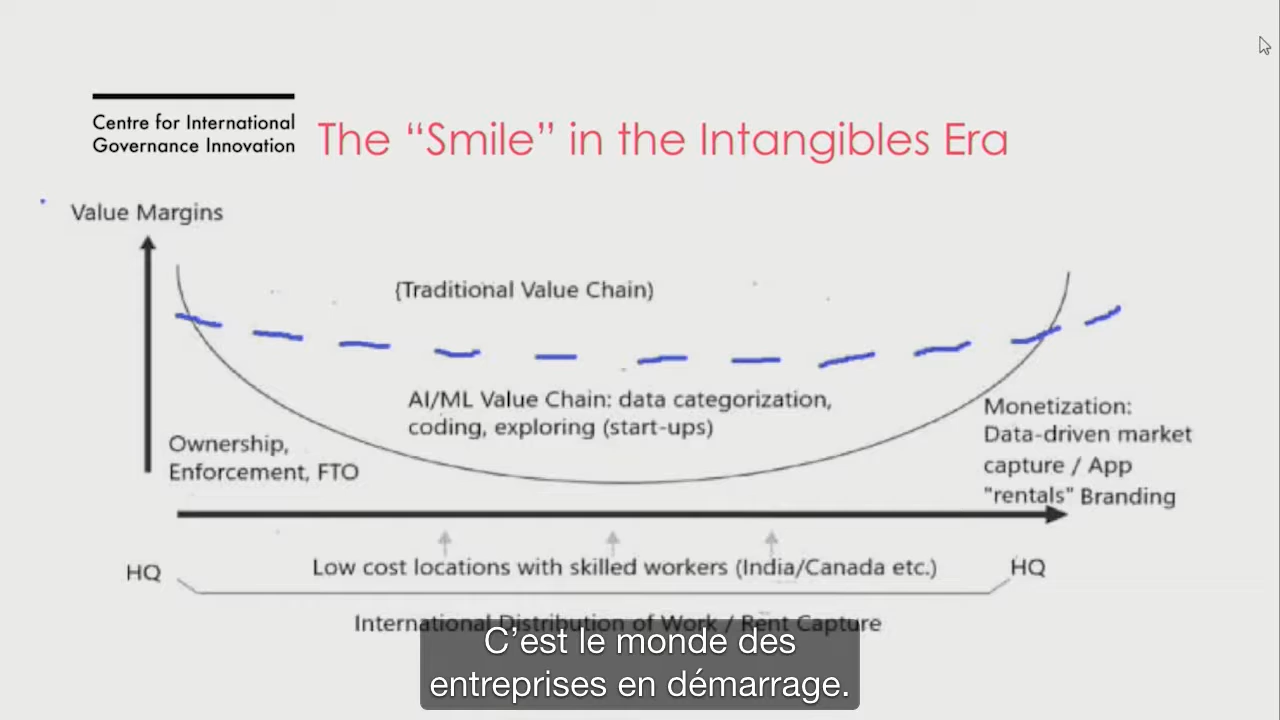 Centre for International
Governance Innovation
The “Smile” in the Intangibles Era
Value Margins
(Traditional Value Chain)
AI/ML Value Chain: data categorization,
coding, exploring (start-ups)
Ownership,
Enforcement, FTO
Monetization:
Data-driven market
capture / App
"rentals" Branding
HQ
Low cost locations with skilled workers (India/Canada etc.)
HQ
International Distribution of Work / Rent Capture
C’est le monde des
entreprises en démarrage.